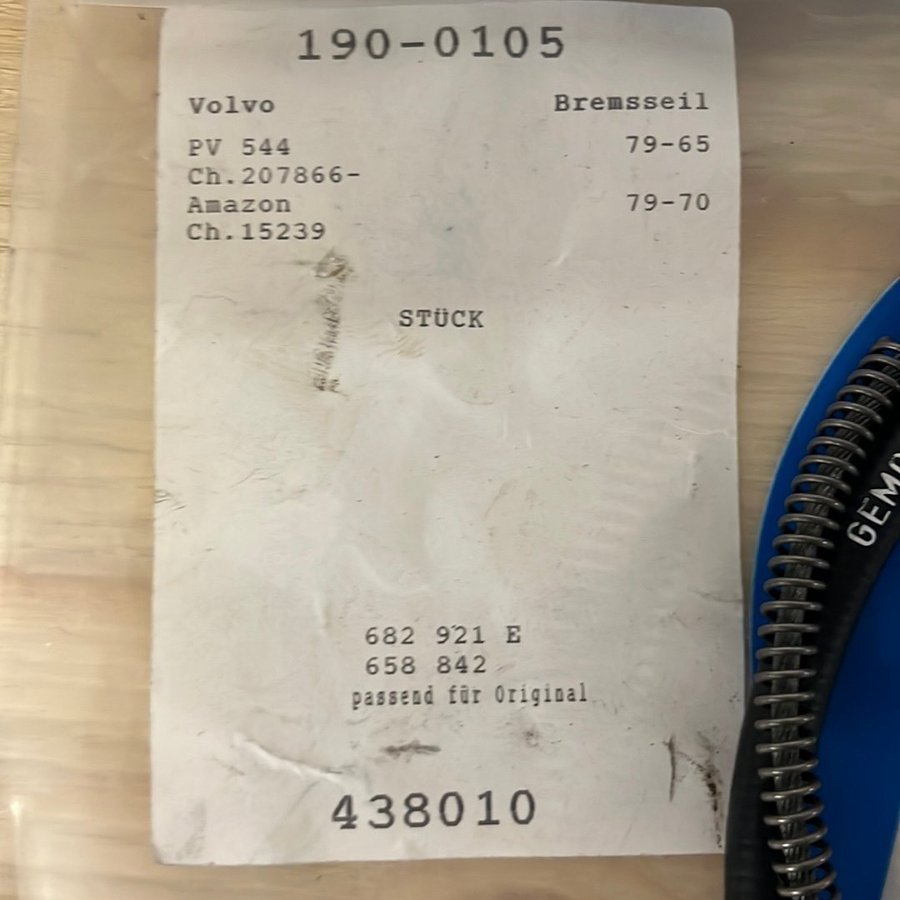 190-0105
Volvo Bremsseil
PV 544 79-65
Ch.207866-
Amazon 79-70
Ch.15239
STÜCK
682 921 E
658 842
passend für Original
438010